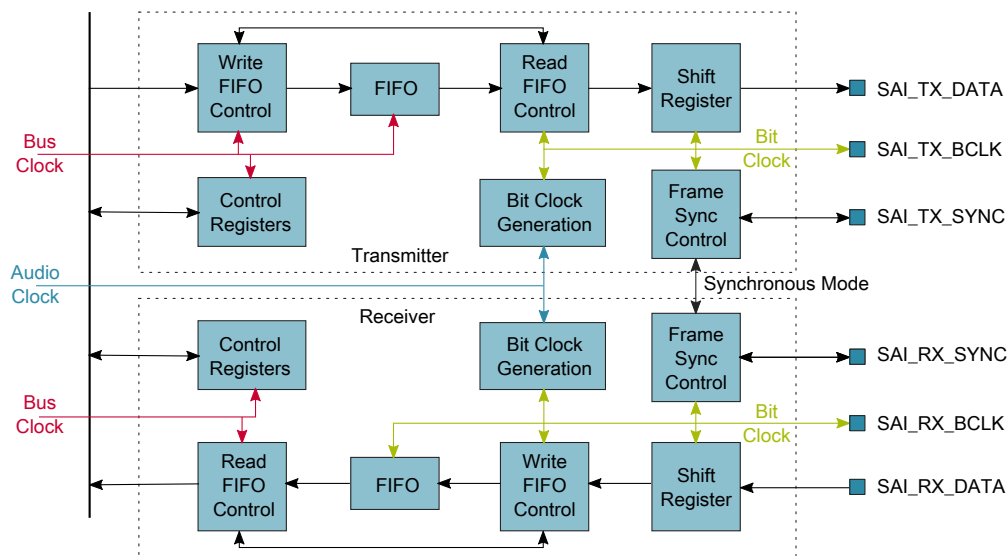 Write
FIFO
Control
FIFO
Read
FIFO
Control
Shift
Register
SAI_TX_DATA
Bus
Clock
Bit
Clock
SAI_TX_BCLK
Control
Registers
Bit Clock
Generation
Frame
Sync
Control
SAI_TX_SYNC
Transmitter
Audio
Clock
Synchronous Mode
Receiver
Control
Registers
Bit Clock
Generation
Frame
Sync
Control
SAI_RX_SYNC
Bus
Clock
Bit
Clock
SAI_RX_BCLK
Read
FIFO
Control
FIFO
Write
FIFO
Control
Shift
Register
SAI_RX_DATA